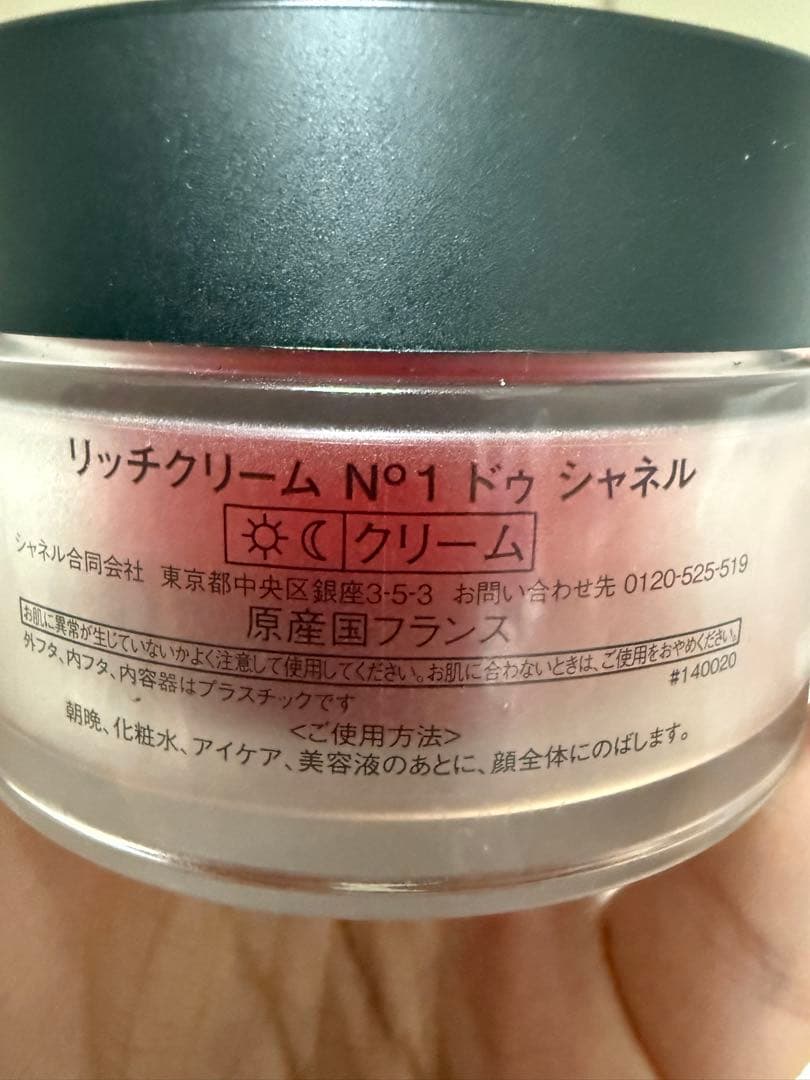 リッチクリーム Nº1 ドゥ シャネル
クリーム
シャネル合同会社 東京都中央区銀座3-5-3 お問い合わせ先 0120-525-519
原産国フランス
お肌に異常が生じていないかよく注意して使用してください。お肌に合わないときは、ご使用をおやめください。
外フタ、内フタ、内容器はプラスチックです #140020
<ご使用方法>
朝晩、化粧水、アイケア、美容液のあとに、顔全体にのばします。